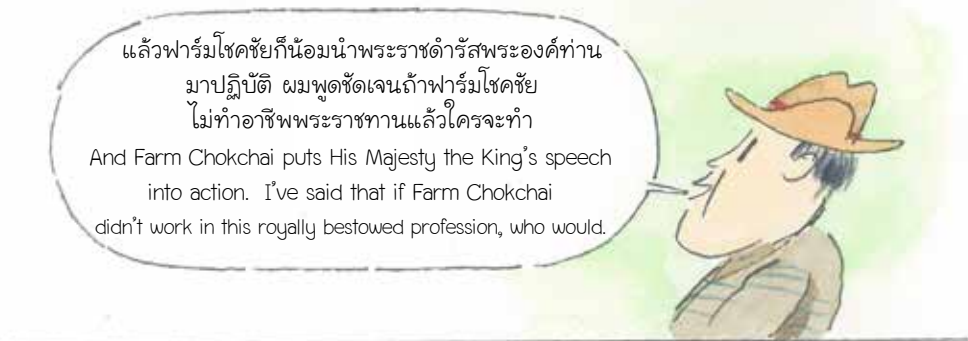 แล้วฟาร์มโชคชัยก็น้อมนำพระราชดำรัสพระองค์ท่าน
มาปฏิบัติ ผมพูดชัดเจนถ้าฟาร์มโชคชัย
ไม่ทำอาชีพพระราชทานแล้วใครจะทำ
And Farm Chokchai puts His Majesty the King's speech
into action. I've said that if Farm Chokchai
didn't work in this royally bestowed profession, who would.